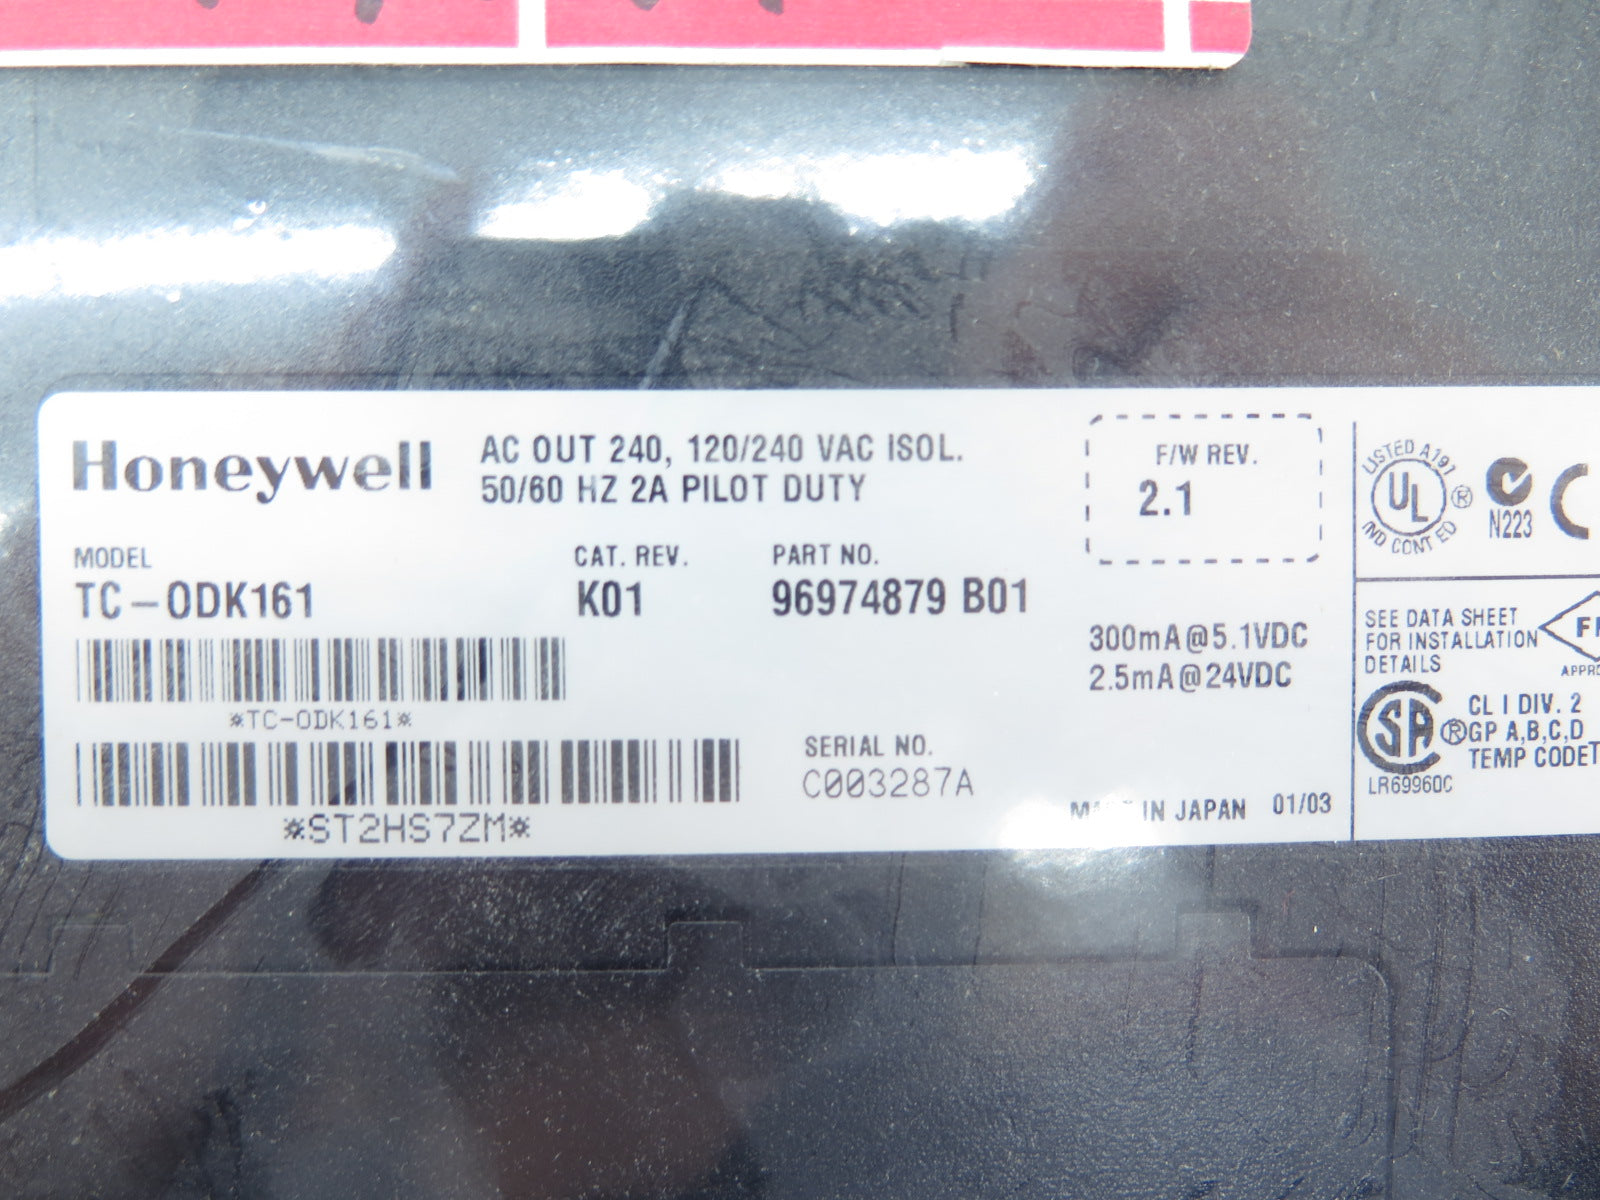 Honeywell
AC OUT 240, 120/240 VAC ISOL.
50/60 HZ 2A PILOT DUTY
F/W REV.
2.1
MODEL
TC-ODK161
CAT. REV.
K01
PART NO.
96974879 B01
300mA@5.1VDC
2.5mA@24VDC
*TC-ODK161*
*ST2HS7ZM*
SERIAL NO.
C003287A
IN JAPAN 01/03
LISTED A197
UL ®
IND CONT EQ
N223
SEE DATA SHEET
FOR INSTALLATION
DETAILS
SA ®
LR69960C
CL I DIV. 2
GP A,B,C,D
TEMP CODE